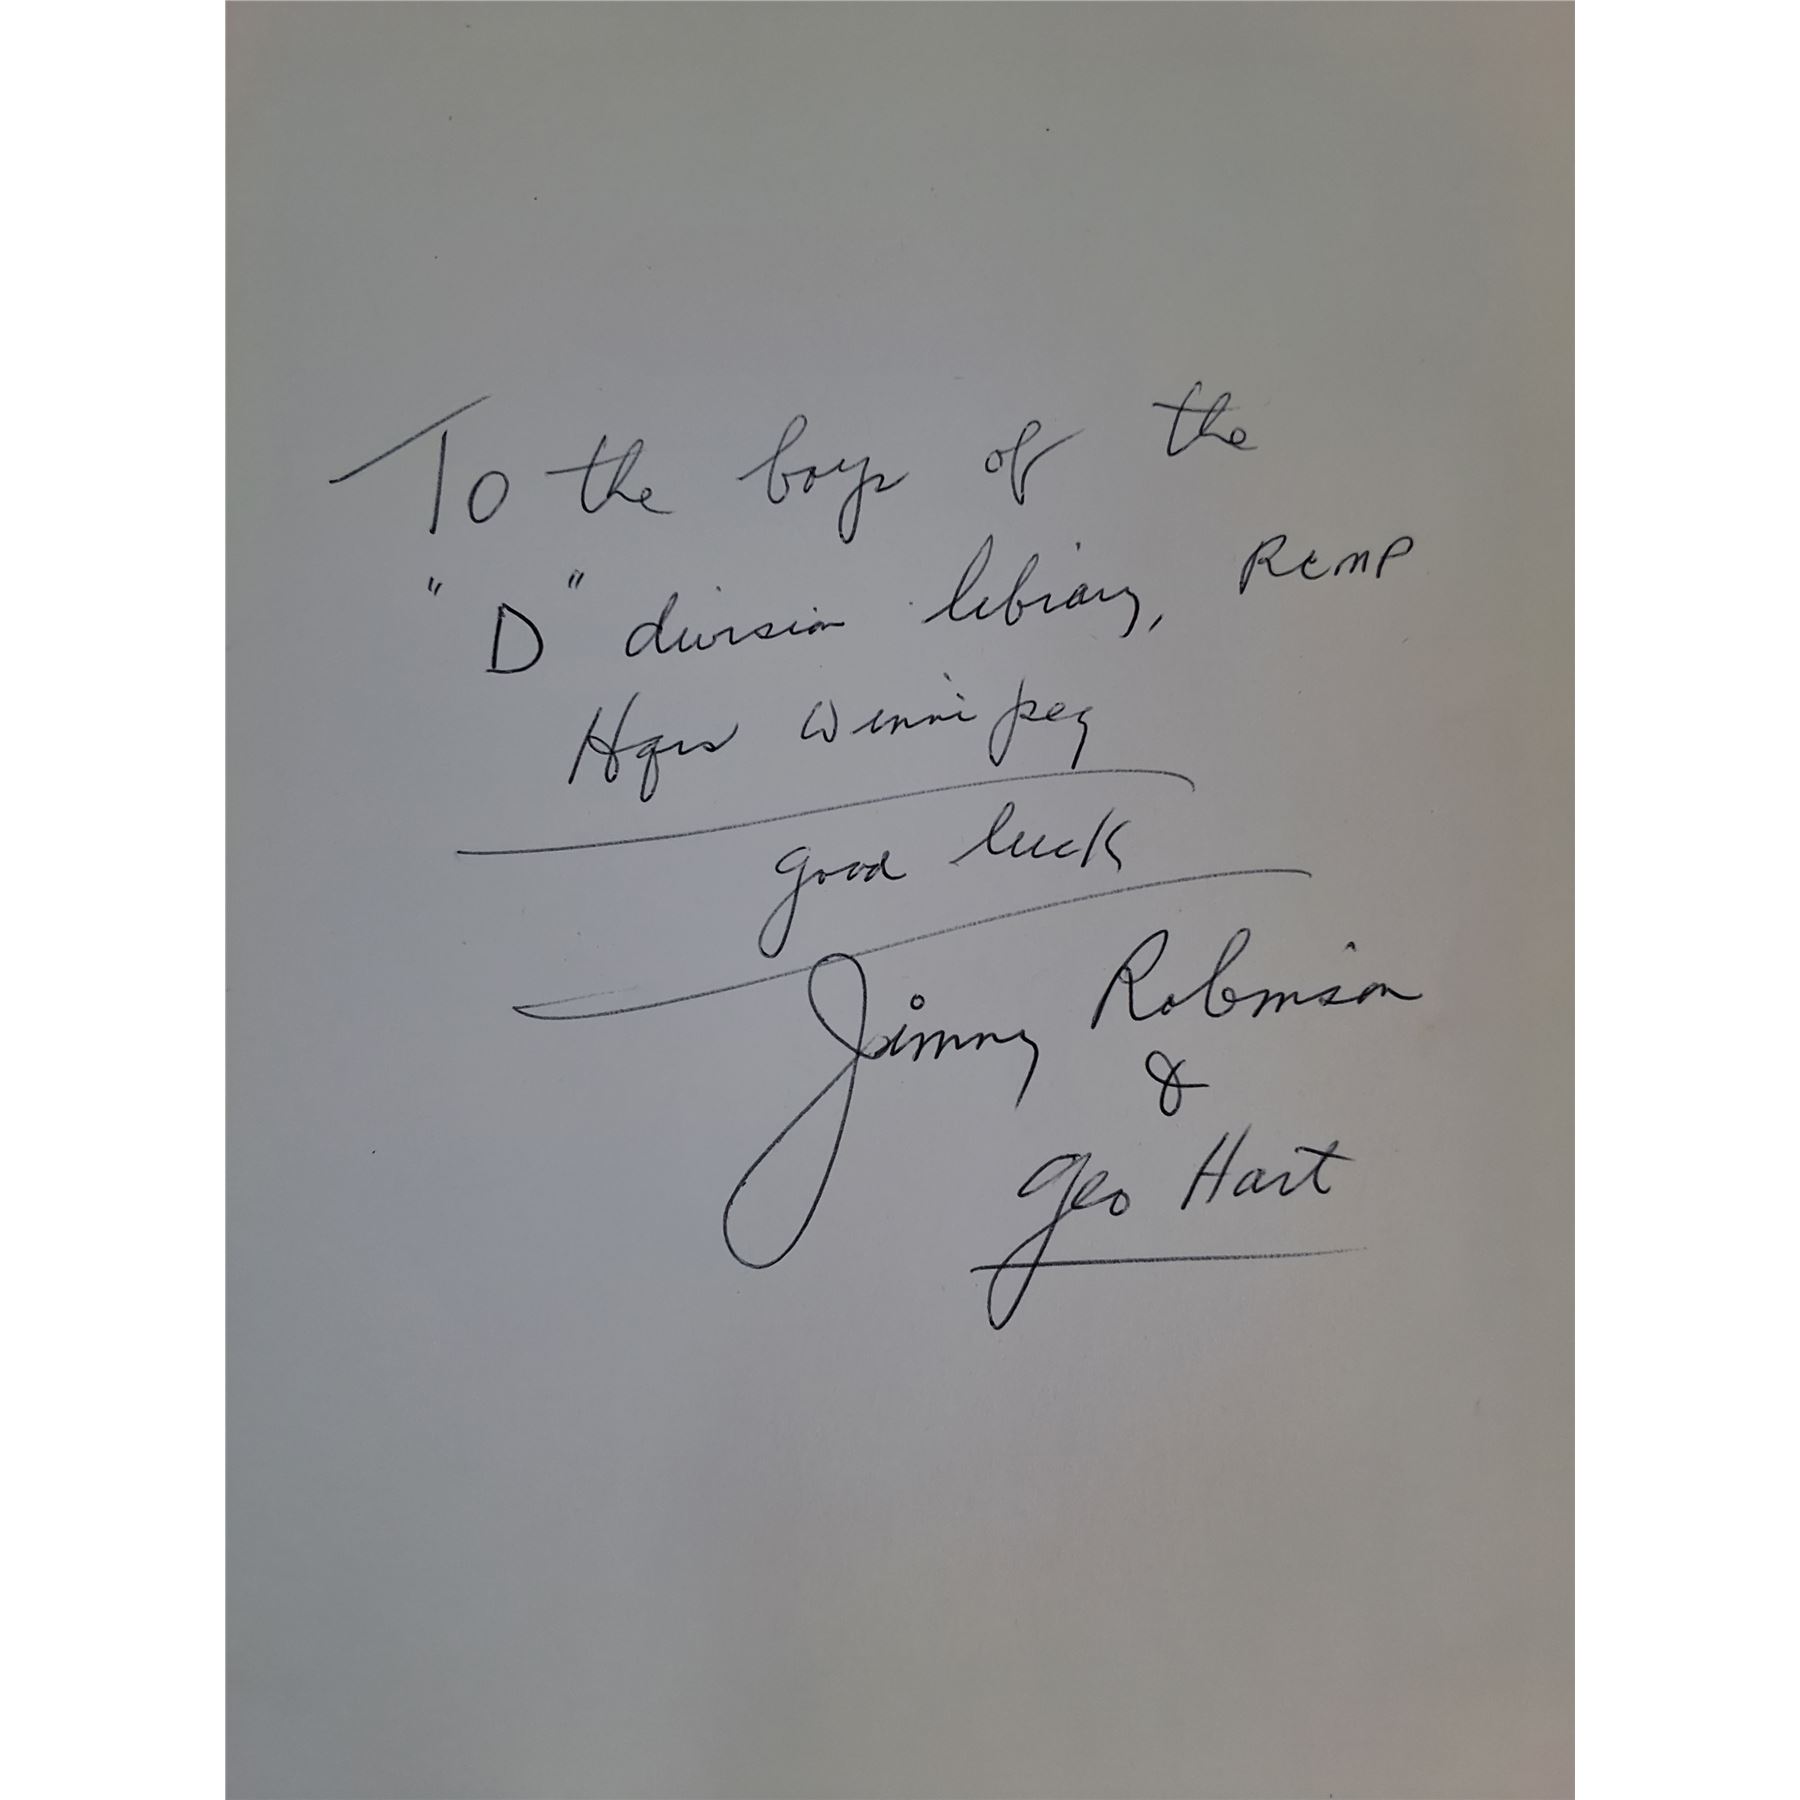 To the boys of the
"D" division library, RCMP
Hqrs Winnipeg
good luck
Jimmy Robinson
&
Geo Hart